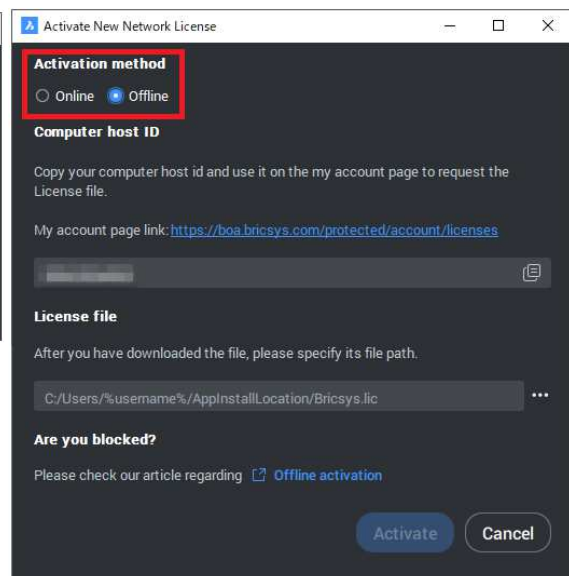 Activate New Network License
Activation method
Online Offline
Computer host ID
Copy your computer host id and use it on the my account page to request the
License file.
My account page link: https://boa.bricsys.com/protected/account/licenses
License file
After you have downloaded the file, please specify its file path.
C:/Users/%username%/AppInstallLocation/Bricsys.lic
Are you blocked?
Please check our article regarding Offline activation
Activate Cancel